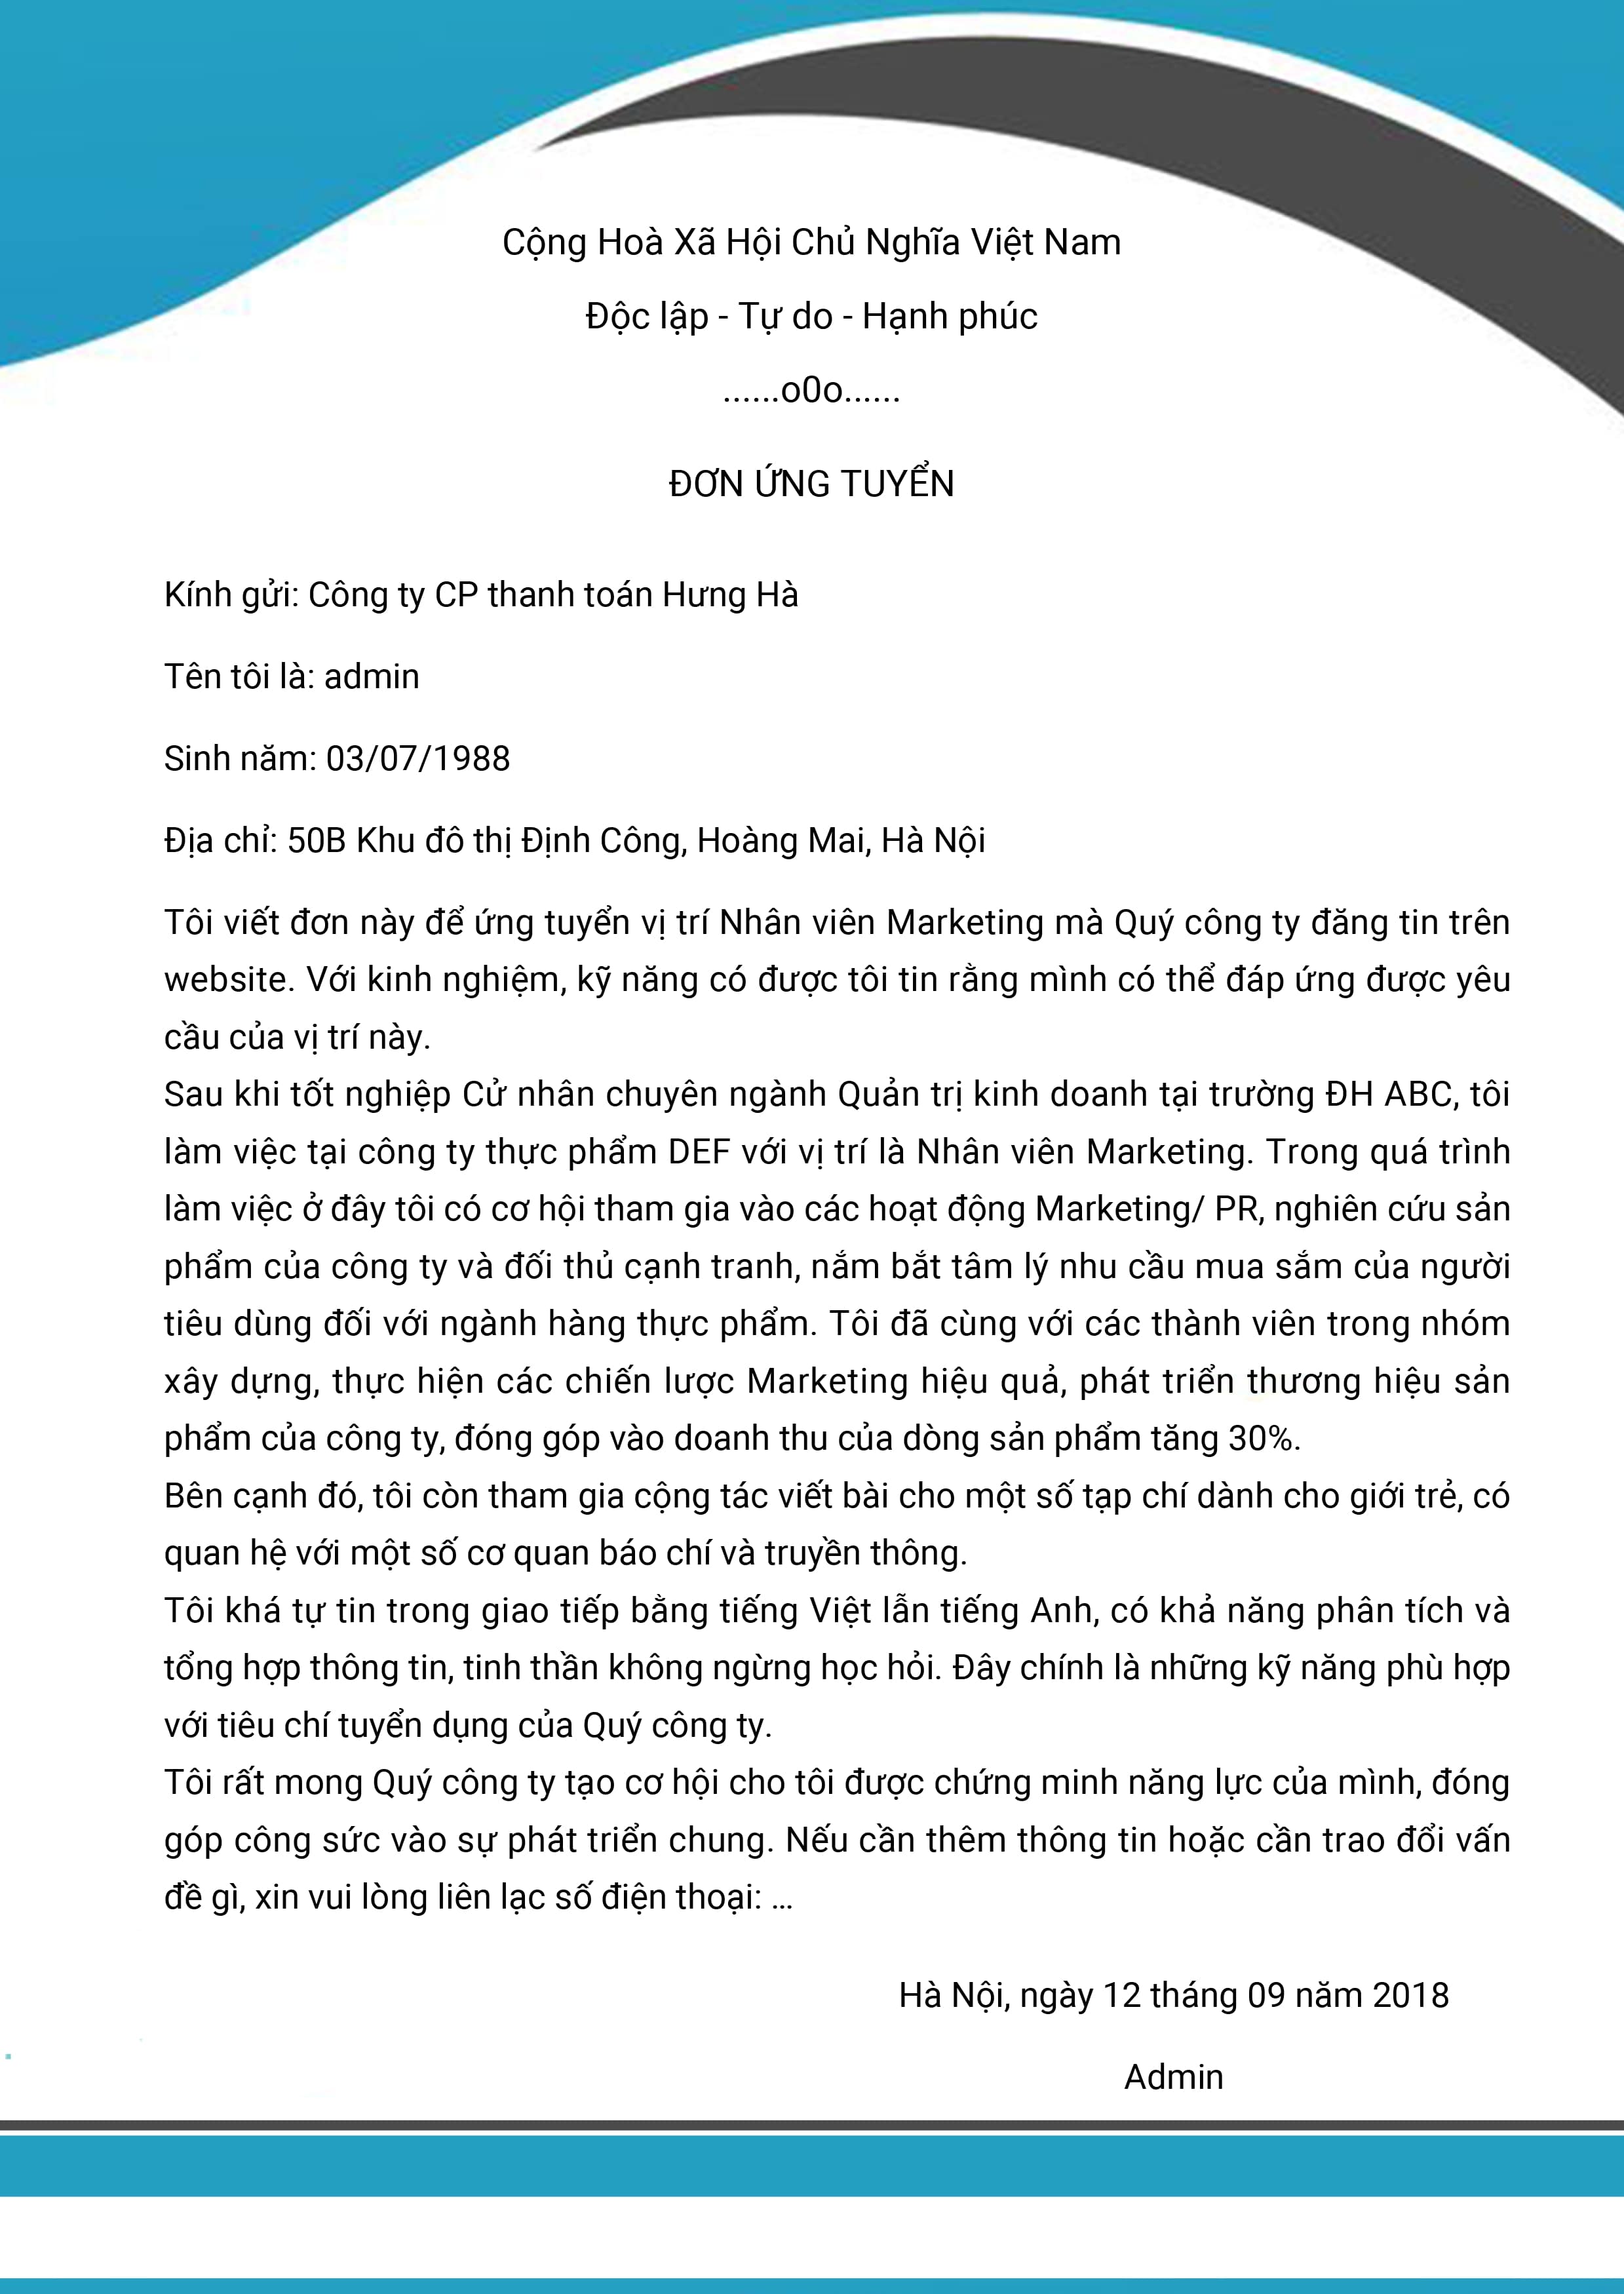 Cộng Hoà Xã Hội Chủ Nghĩa Việt Nam
Độc lập - Tự do - Hạnh phúc
......o0o......
ĐƠN ỨNG TUYỂN
Kính gửi: Công ty CP thanh toán Hưng Hà
Tên tôi là: admin
Sinh năm: 03/07/1988
Địa chỉ: 50B Khu đô thị Định Công, Hoàng Mai, Hà Nội
Tôi viết đơn này để ứng tuyển vị trí Nhân viên Marketing mà Quý công ty đăng tin trên
website. Với kinh nghiệm, kỹ năng có được tôi tin rằng mình có thể đáp ứng được yêu
cầu của vị trí này.
Sau khi tốt nghiệp Cử nhân chuyên ngành Quản trị kinh doanh tại trường ĐH ABC, tôi
làm việc tại công ty thực phẩm DEF với vị trí là Nhân viên Marketing. Trong quá trình
làm việc ở đây tôi có cơ hội tham gia vào các hoạt động Marketing/ PR, nghiên cứu sản
phẩm của công ty và đối thủ cạnh tranh, nắm bắt tâm lý nhu cầu mua sắm của người
tiêu dùng đối với ngành hàng thực phẩm. Tôi đã cùng với các thành viên trong nhóm
xây dựng, thực hiện các chiến lược Marketing hiệu quả, phát triển thương hiệu sản
phẩm của công ty, đóng góp vào doanh thu của dòng sản phẩm tăng 30%.
Bên cạnh đó, tôi còn tham gia cộng tác viết bài cho một số tạp chí dành cho giới trẻ, có
quan hệ với một số cơ quan báo chí và truyền thông.
Tôi khá tự tin trong giao tiếp bằng tiếng Việt lẫn tiếng Anh, có khả năng phân tích và
tổng hợp thông tin, tinh thần không ngừng học hỏi. Đây chính là những kỹ năng phù hợp
với tiêu chí tuyển dụng của Quý công ty.
Tôi rất mong Quý công ty tạo cơ hội cho tôi được chứng minh năng lực của mình, đóng
góp công sức vào sự phát triển chung. Nếu cần thêm thông tin hoặc cần trao đổi vấn
đề gì, xin vui lòng liên lạc số điện thoại: ...
Hà Nội, ngày 12 tháng 09 năm 2018
Admin